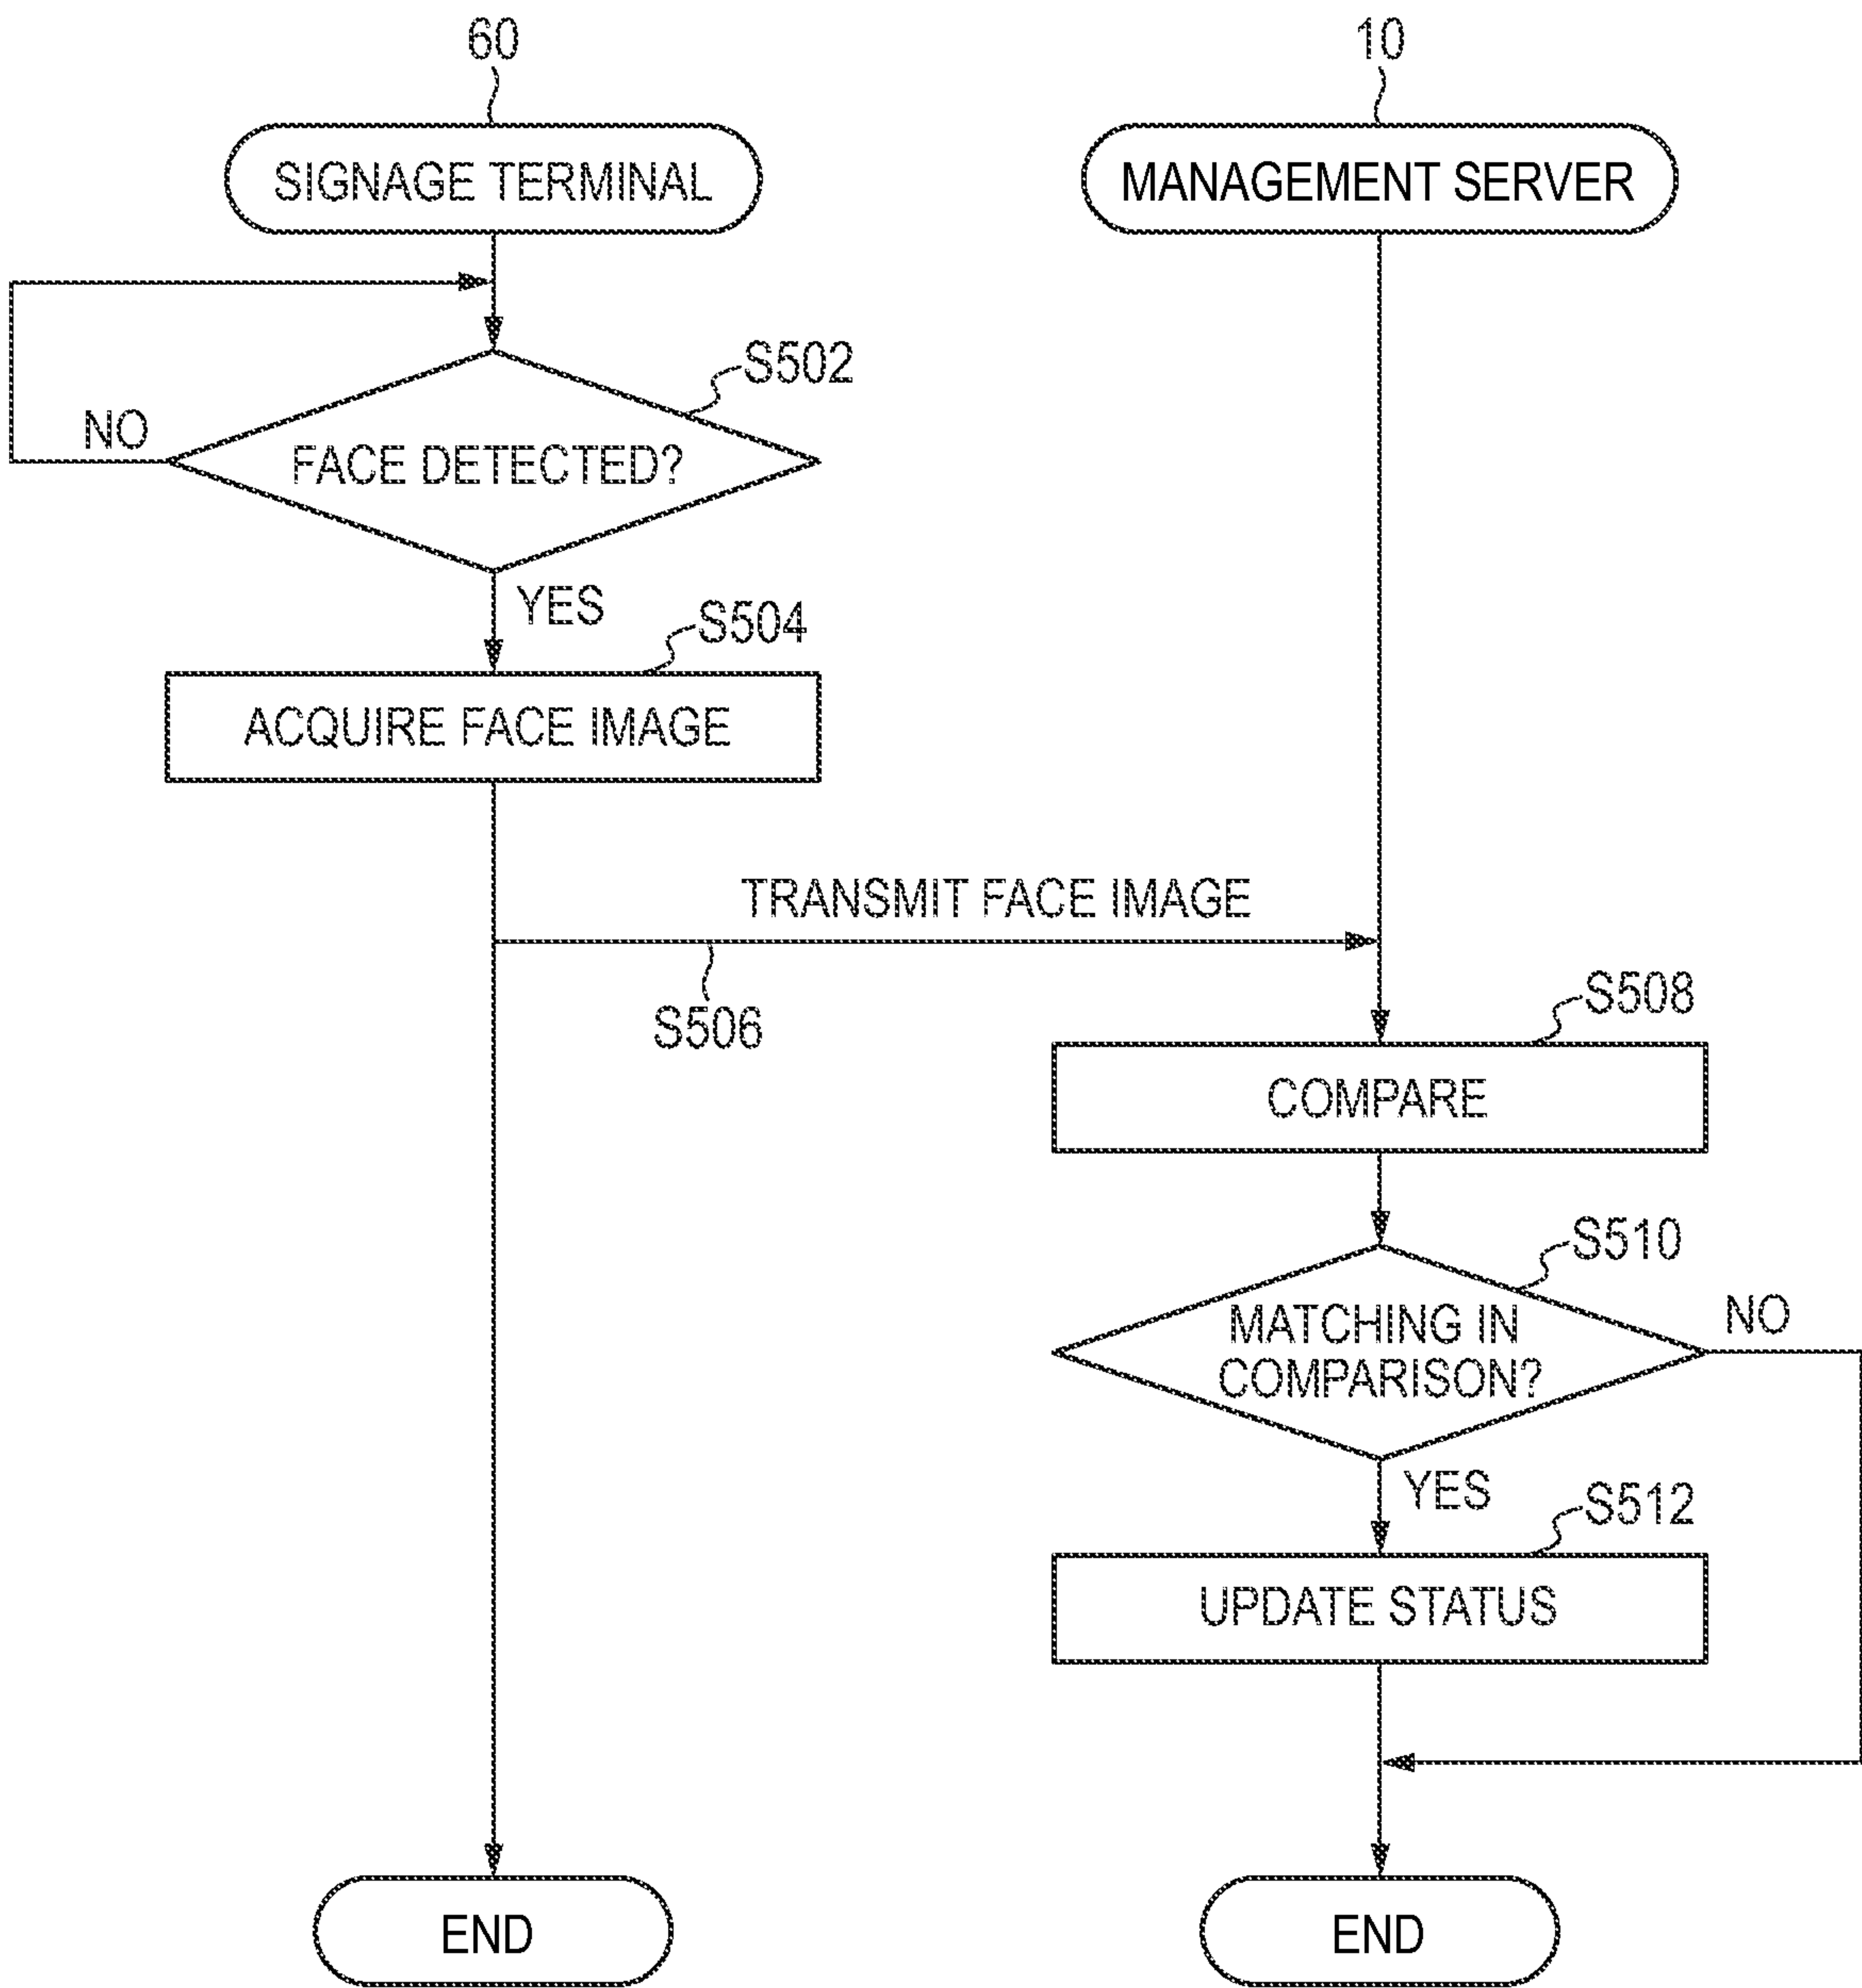 60
10
SIGNAGE TERMINAL
MANAGEMENT SERVER
S502
NO
FACE DETECTED?
YES
S504
ACQUIRE FACE IMAGE
TRANSMIT FACE IMAGE
S506
S508
COMPARE
S510
MATCHING IN
COMPARISON?
NO
YES
S512
UPDATE STATUS
END
END